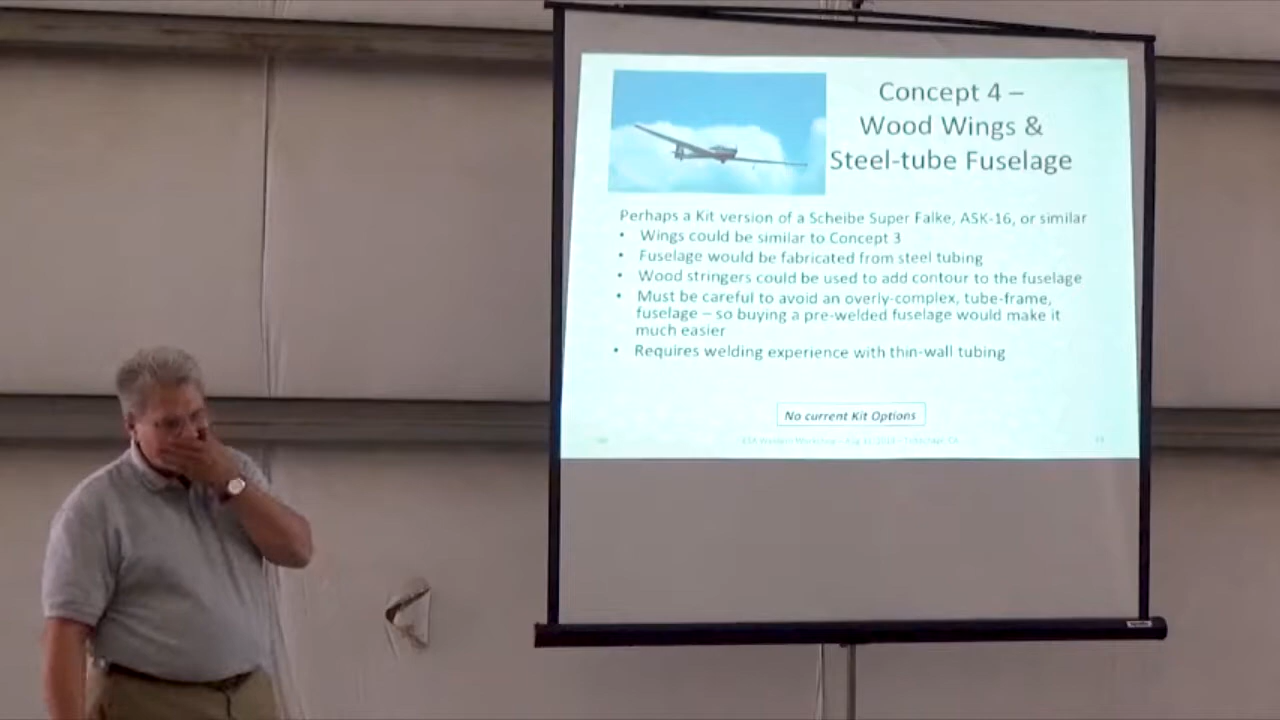 Concept 4 –
Wood Wings &
Steel-tube Fuselage
Perhaps a Kit version of a Scheibe Super Falke, ASK-16, or similar
• Wings could be similar to Concept 3
• Fuselage would be fabricated from steel tubing
• Wood stringers could be used to add contour to the fuselage
• Must be careful to avoid an overly-complex, tube-frame,
fuselage – so buying a pre-welded fuselage would make it
much easier
• Requires welding experience with thin-wall tubing
No current Kit Options